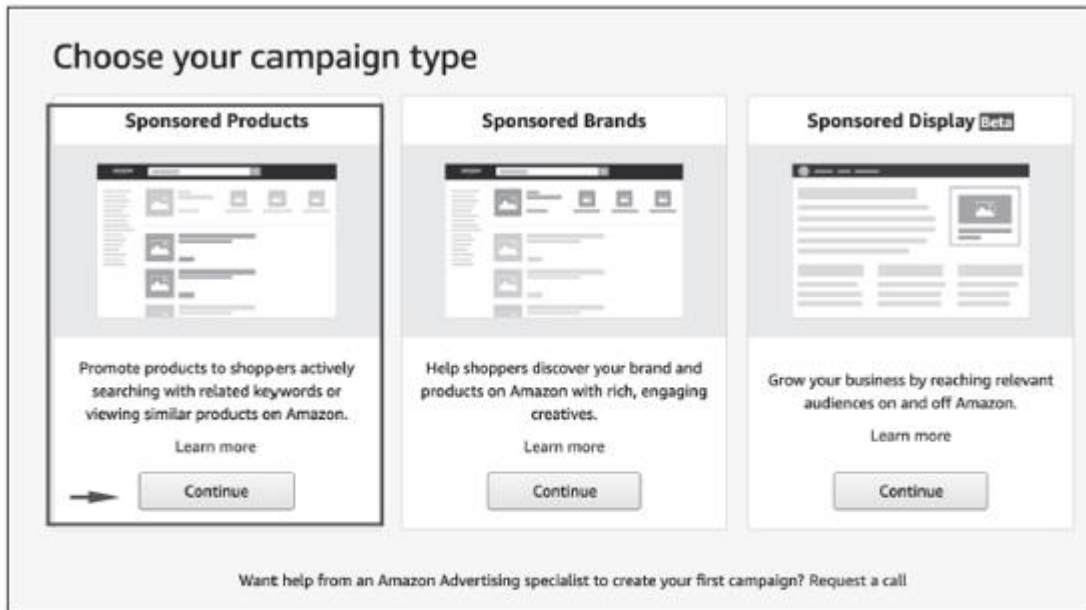 Choose your campaign type
Sponsored Products
Promote products to shoppers actively
searching with related keywords or
viewing similar products on Amazon.
Learn more
Continue
Sponsored Brands
Help shoppers discover your brand and
products on Amazon with rich, engaging
creatives.
Learn more
Continue
Sponsored Display Beta
Grow your business by reaching relevant
audiences on and off Amazon.
Learn more
Continue
Want help from an Amazon Advertising specialist to create your first campaign? Request a call